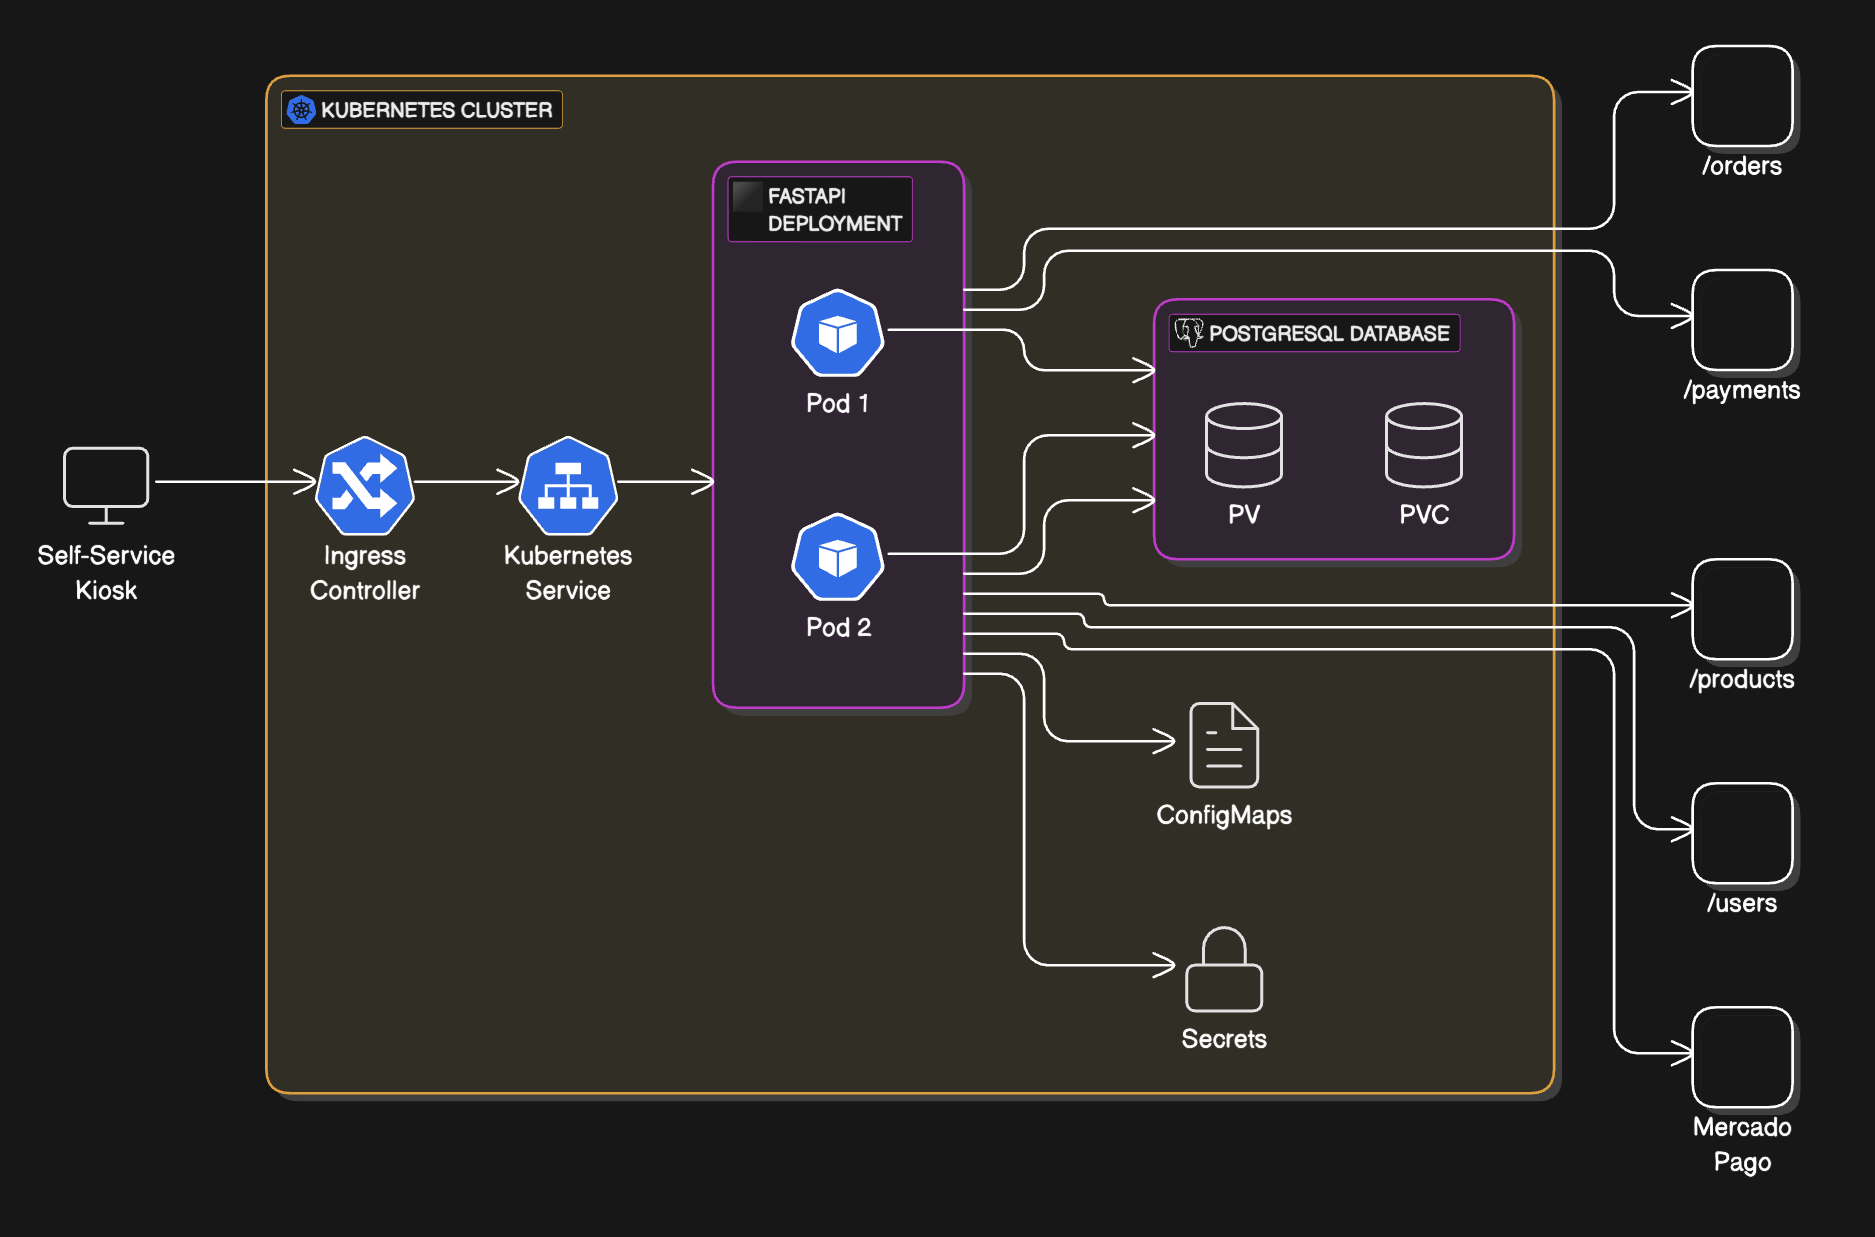 KUBERNETES CLUSTER
FASTAPI
DEPLOYMENT
Pod 1
Pod 2
Self-Service
Kiosk
Ingress
Controller
Kubernetes
Service
POSTGRESQL DATABASE
PV
PVC
ConfigMaps
Secrets
/orders
/payments
/products
/users
Mercado
Pago